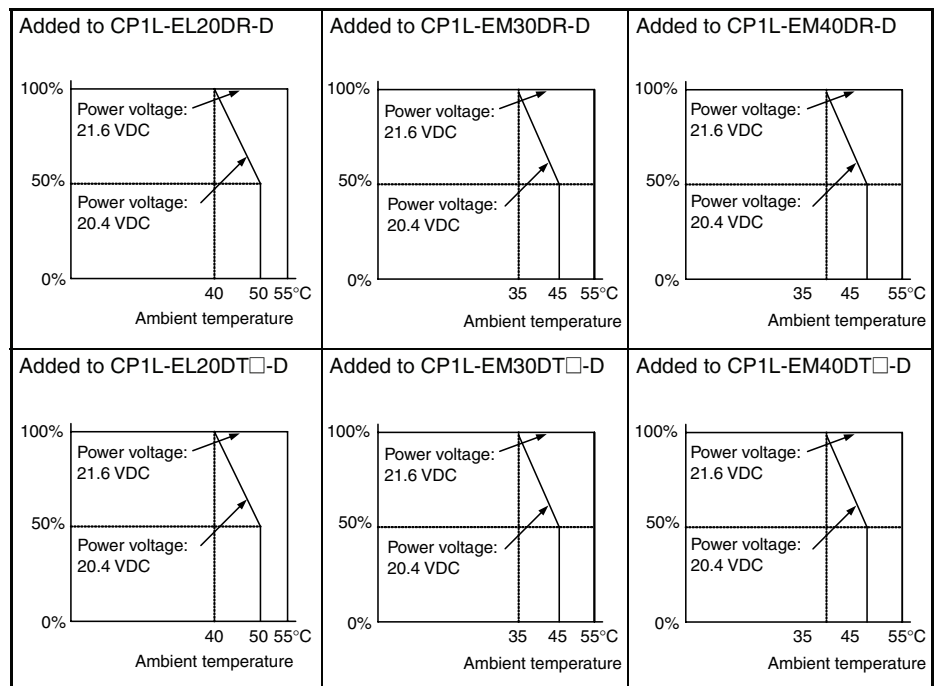 Added to CP1L-EL20DR-D
100%
Power voltage:
21.6 VDC
50%
Power voltage:
20.4 VDC
0%
40 50 55°C
Ambient temperature
Added to CP1L-EM30DR-D
100%
Power voltage:
21.6 VDC
50%
Power voltage:
20.4 VDC
0%
35 45 55°C
Ambient temperature
Added to CP1L-EM40DR-D
100%
Power voltage:
21.6 VDC
50%
Power voltage:
20.4 VDC
0%
35 45 55°C
Ambient temperature
Added to CP1L-EL20DT□-D
100%
Power voltage:
21.6 VDC
50%
Power voltage:
20.4 VDC
0%
40 50 55°C
Ambient temperature
Added to CP1L-EM30DT□-D
100%
Power voltage:
21.6 VDC
50%
Power voltage:
20.4 VDC
0%
35 45 55°C
Ambient temperature
Added to CP1L-EM40DT□-D
100%
Power voltage:
21.6 VDC
50%
Power voltage:
20.4 VDC
0%
35 45 55°C
Ambient temperature